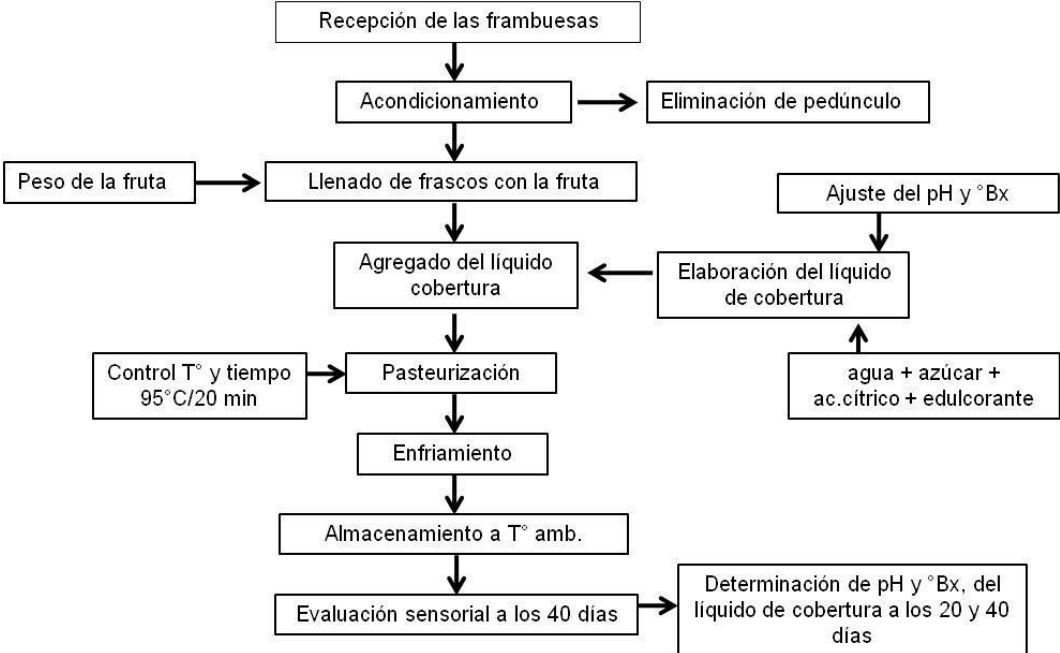 Recepción de las frambuesas
Acondicionamiento
Eliminación de pedúnculo
Peso de la fruta
Llenado de frascos con la fruta
Ajuste del pH y °Bx
Agregado del líquido
cobertura
Elaboración del líquido
de cobertura
Control T° y tiempo
95°C/20 min
Pasteurización
agua + azúcar +
ac.cítrico + edulcorante
Enfriamiento
Almacenamiento a T° amb.
Evaluación sensorial a los 40 días
Determinación de pH y °Bx, del
líquido de cobertura a los 20 y 40
días